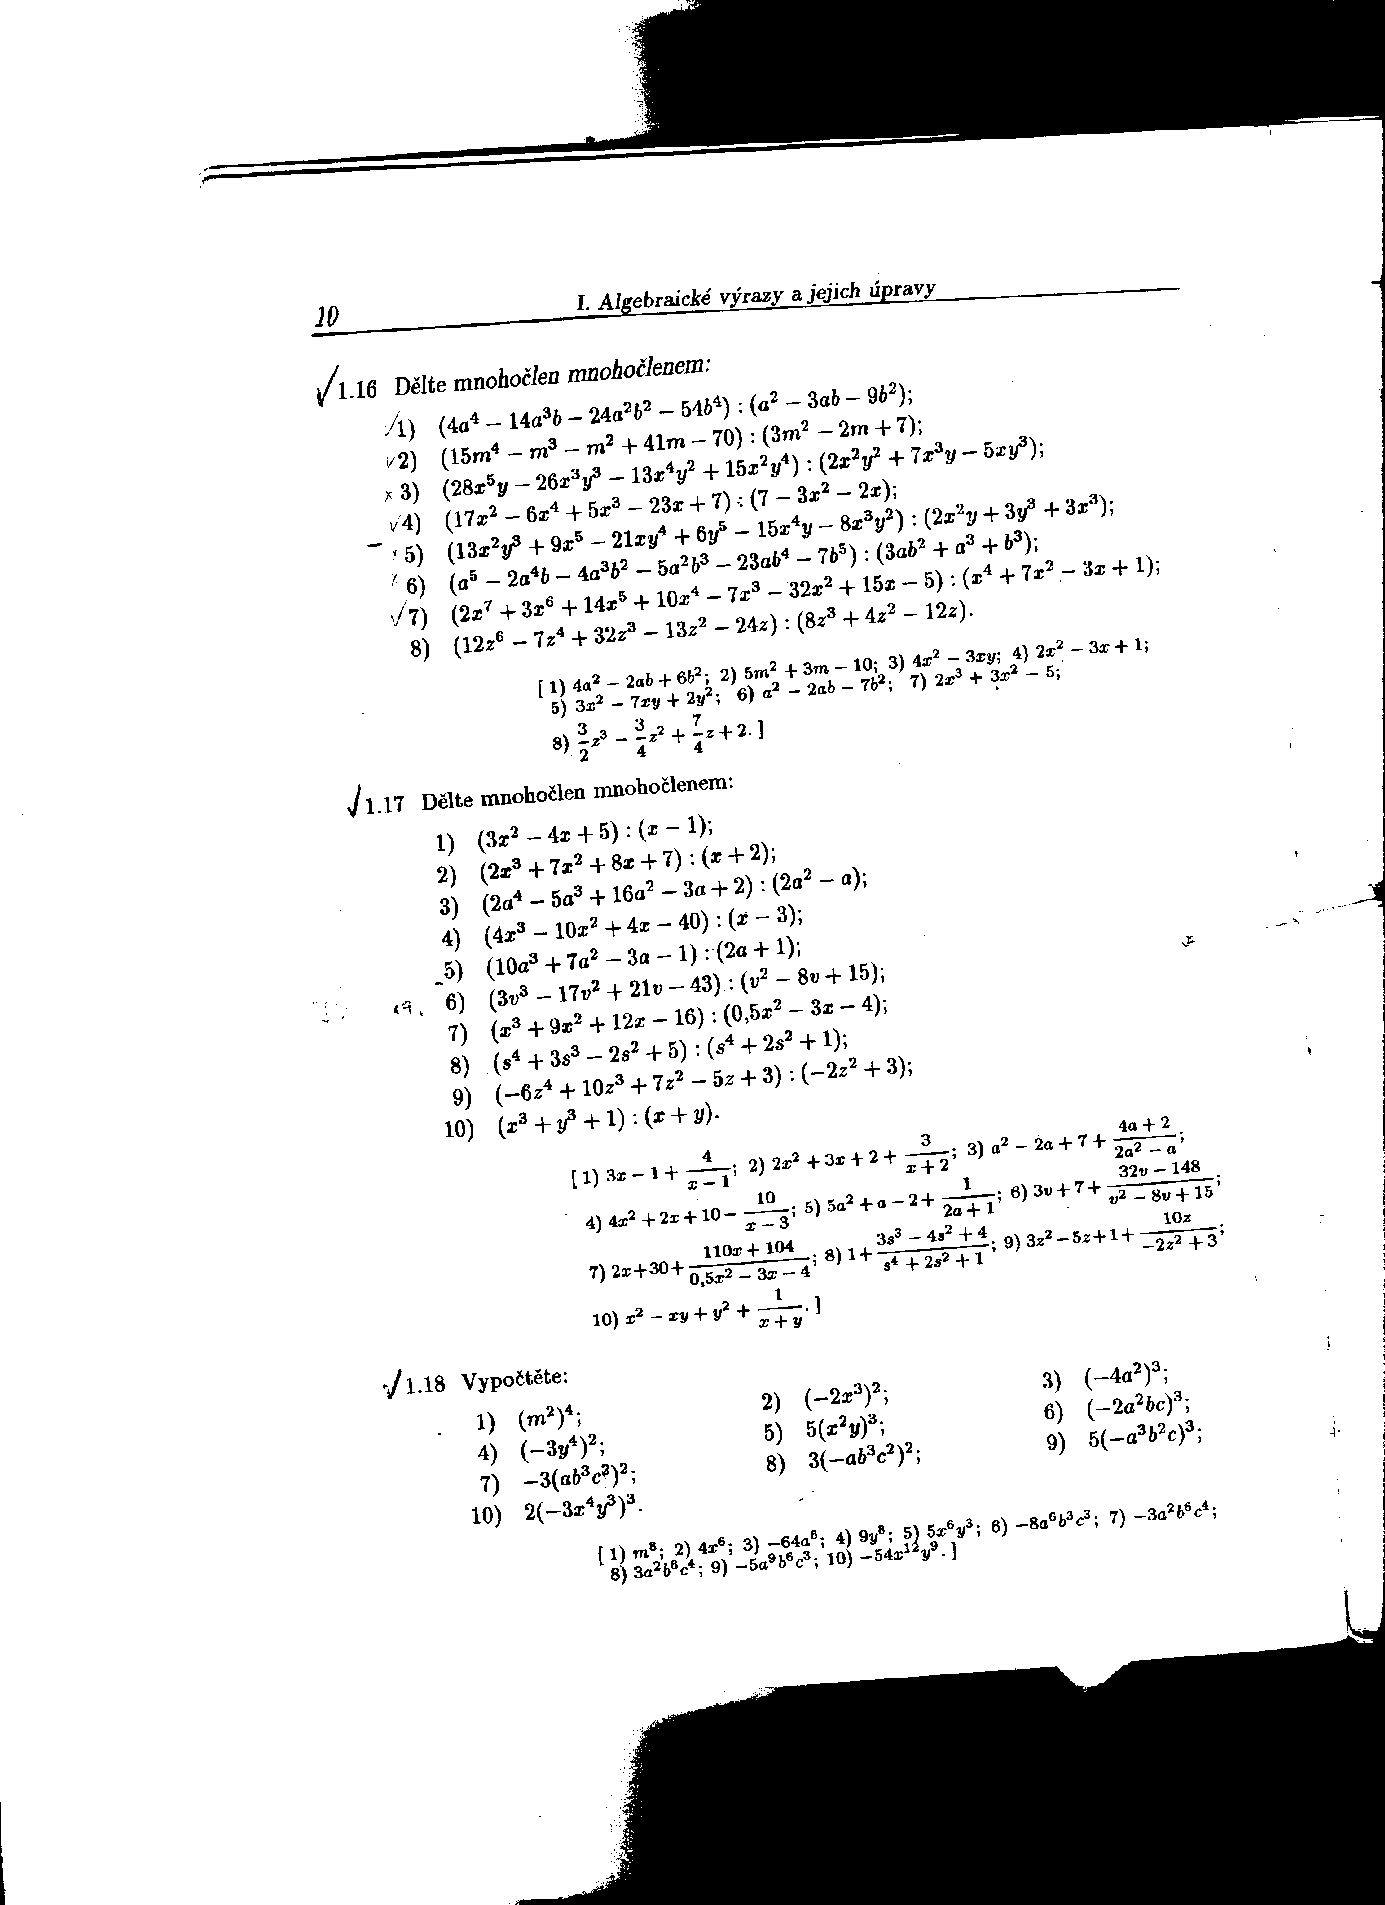 10
I. Algebraické výrazy a jejich úpravy
1.16 Dělte mnohočlen mnohočlenem:
1) (4a⁴ − 14a³b − 24a²b² − 54b⁴) : (a² − 3ab − 9b²);
2) (15m⁴ − m³ − m² + 41m − 70) : (3m² − 2m + 7);
3) (28x⁵y − 26x³y³ − 13x⁴y² + 15x²y⁴) : (2x²y² + 7x³y − 5xy³);
4) (17x² − 6x⁴ + 5x³ − 23x + 7) : (7 − 3x² − 2x);
5) (13x²y³ + 9x⁵ − 21xy⁴ + 6y⁵ − 15x⁴y − 8x³y²) : (2x²y + 3y³ + 3x³);
6) (a⁵ − 2a⁴b − 4a³b² − 5a²b³ − 23ab⁴ − 7b⁵) : (3ab² + a³ + b³);
7) (2x⁷ + 3x⁶ + 14x⁵ + 10x⁴ − 7x³ − 32x² + 15x − 5) : (x⁴ + 7x² − 3x + 1);
8) (12z⁶ − 7z⁴ + 32z³ − 13z² − 24z) : (8z³ + 4z² − 12z).
[ 1) 4a² − 2ab + 6b²; 2) 5m² + 3m − 10; 3) 4x² − 3xy; 4) 2x² − 3x + 1;
5) 3x² − 7xy + 2y²; 6) a² − 2ab − 7b²; 7) 2x³ + 3x² − 5;
8) 3/2 z³ − 3/4 z² + 7/4 z + 2. ]
1.17 Dělte mnohočlen mnohočlenem:
1) (3x² − 4x + 5) : (x − 1);
2) (2x³ + 7x² + 8x + 7) : (x + 2);
3) (2a⁴ − 5a³ + 16a² − 3a + 2) : (2a² − a);
4) (4x³ − 10x² + 4x − 40) : (x − 3);
5) (10a³ + 7a² − 3a − 1) : (2a + 1);
6) (3v³ − 17v² + 21v − 43) : (v² − 8v + 15);
7) (x³ + 9x² + 12x − 16) : (0,5x² − 3x − 4);
8) (s⁴ + 3s³ − 2s² + 5) : (s⁴ + 2s² + 1);
9) (−6z⁴ + 10z³ + 7z² − 5z + 3) : (−2z² + 3);
10) (x³ + y³ + 1) : (x + y).
[ 1) 3x − 1 + 4/(x − 1); 2) 2x² + 3x + 2 + 3/(x + 2); 3) a² − 2a + 7 + (4a + 2)/(2a² − a);
4) 4x² + 2x + 10 − 10/(x − 3); 5) 5a² + a − 2 + 1/(2a + 1); 6) 3v + 7 + (32v − 148)/(v² − 8v + 15);
7) 2x + 30 + (110x + 104)/(0,5x² − 3x − 4); 8) 1 + (3s³ − 4s² + 4)/(s⁴ + 2s² + 1); 9) 3z² − 5z + 1 + 10z/(−2z² + 3);
10) x² − xy + y² + 1/(x + y). ]
1.18 Vypočtěte:
1) (m²)⁴; 2) (−2x³)²; 3) (−4a²)³;
4) (−3y⁴)²; 5) 5(x²y)³; 6) (−2a²bc)³;
7) −3(ab³c²)²; 8) 3(−ab³c²)²; 9) 5(−a³b²c)³;
10) 2(−3x⁴y³)³.
[ 1) m⁸; 2) 4x⁶; 3) −64a⁶; 4) 9y⁸; 5) 5x⁶y³; 6) −8a⁶b³c³; 7) −3a²b⁶c⁴;
8) 3a²b⁶c⁴; 9) −5a⁹b⁶c³; 10) −54x¹²y⁹. ]